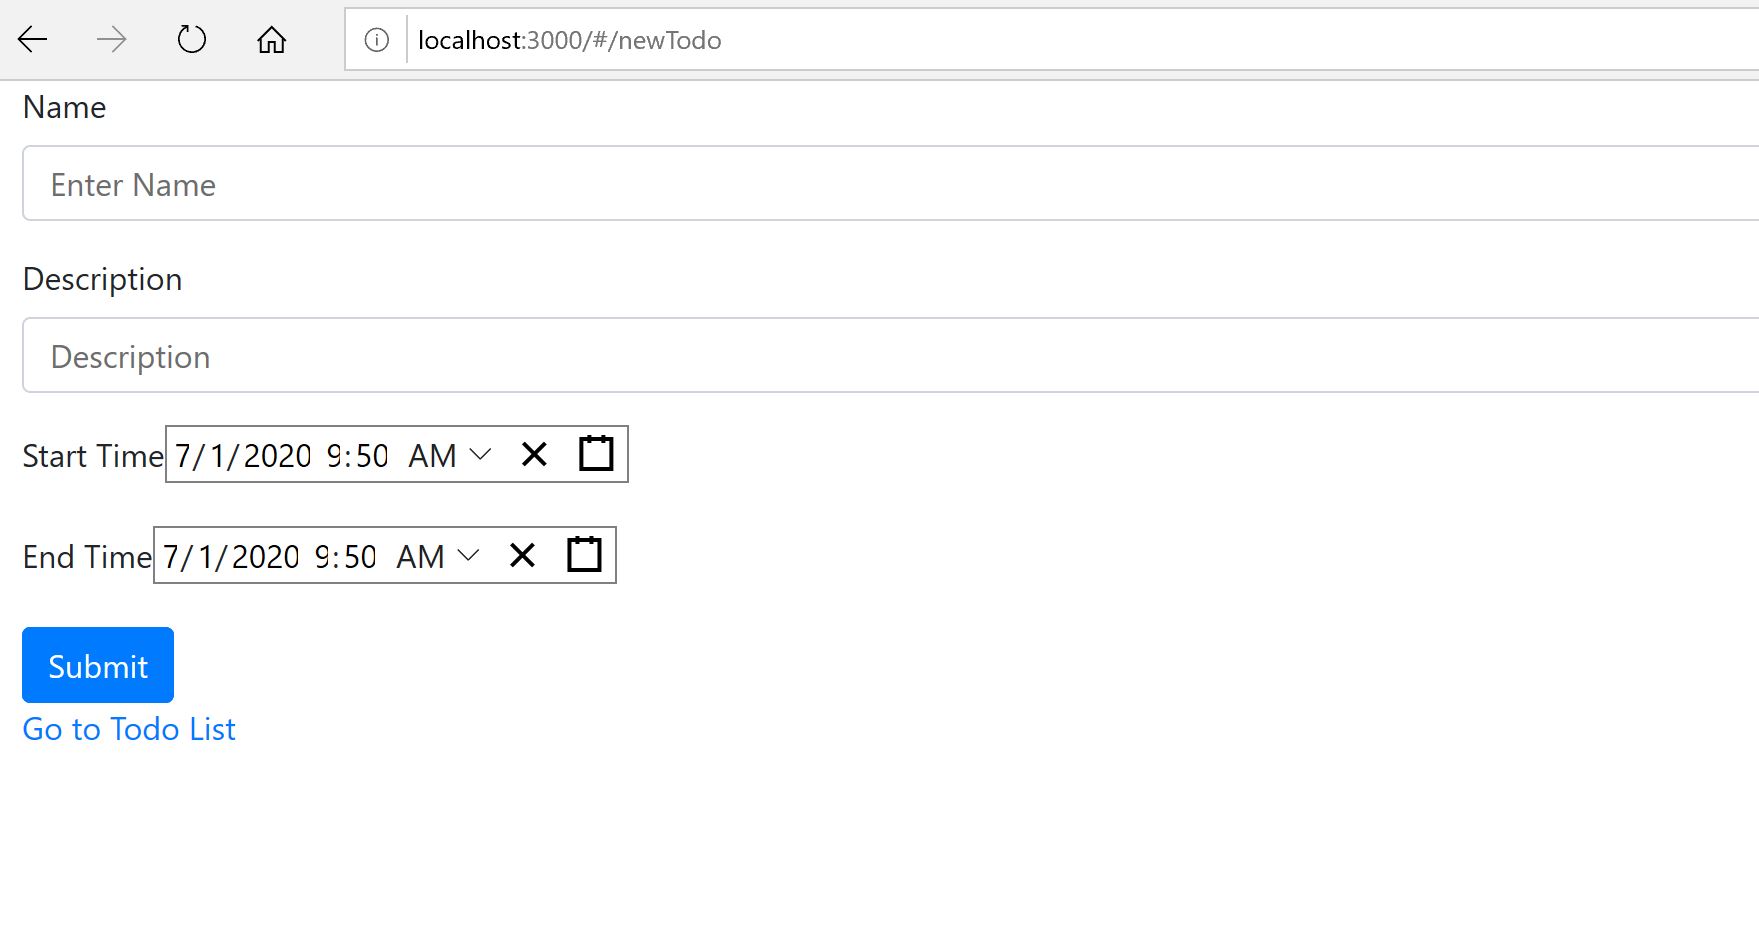 localhost:3000/#/newTodo
Name
Enter Name
Description
Description
Start Time 7/1/2020 9:50 AM
End Time 7/1/2020 9:50 AM
Submit
Go to Todo List